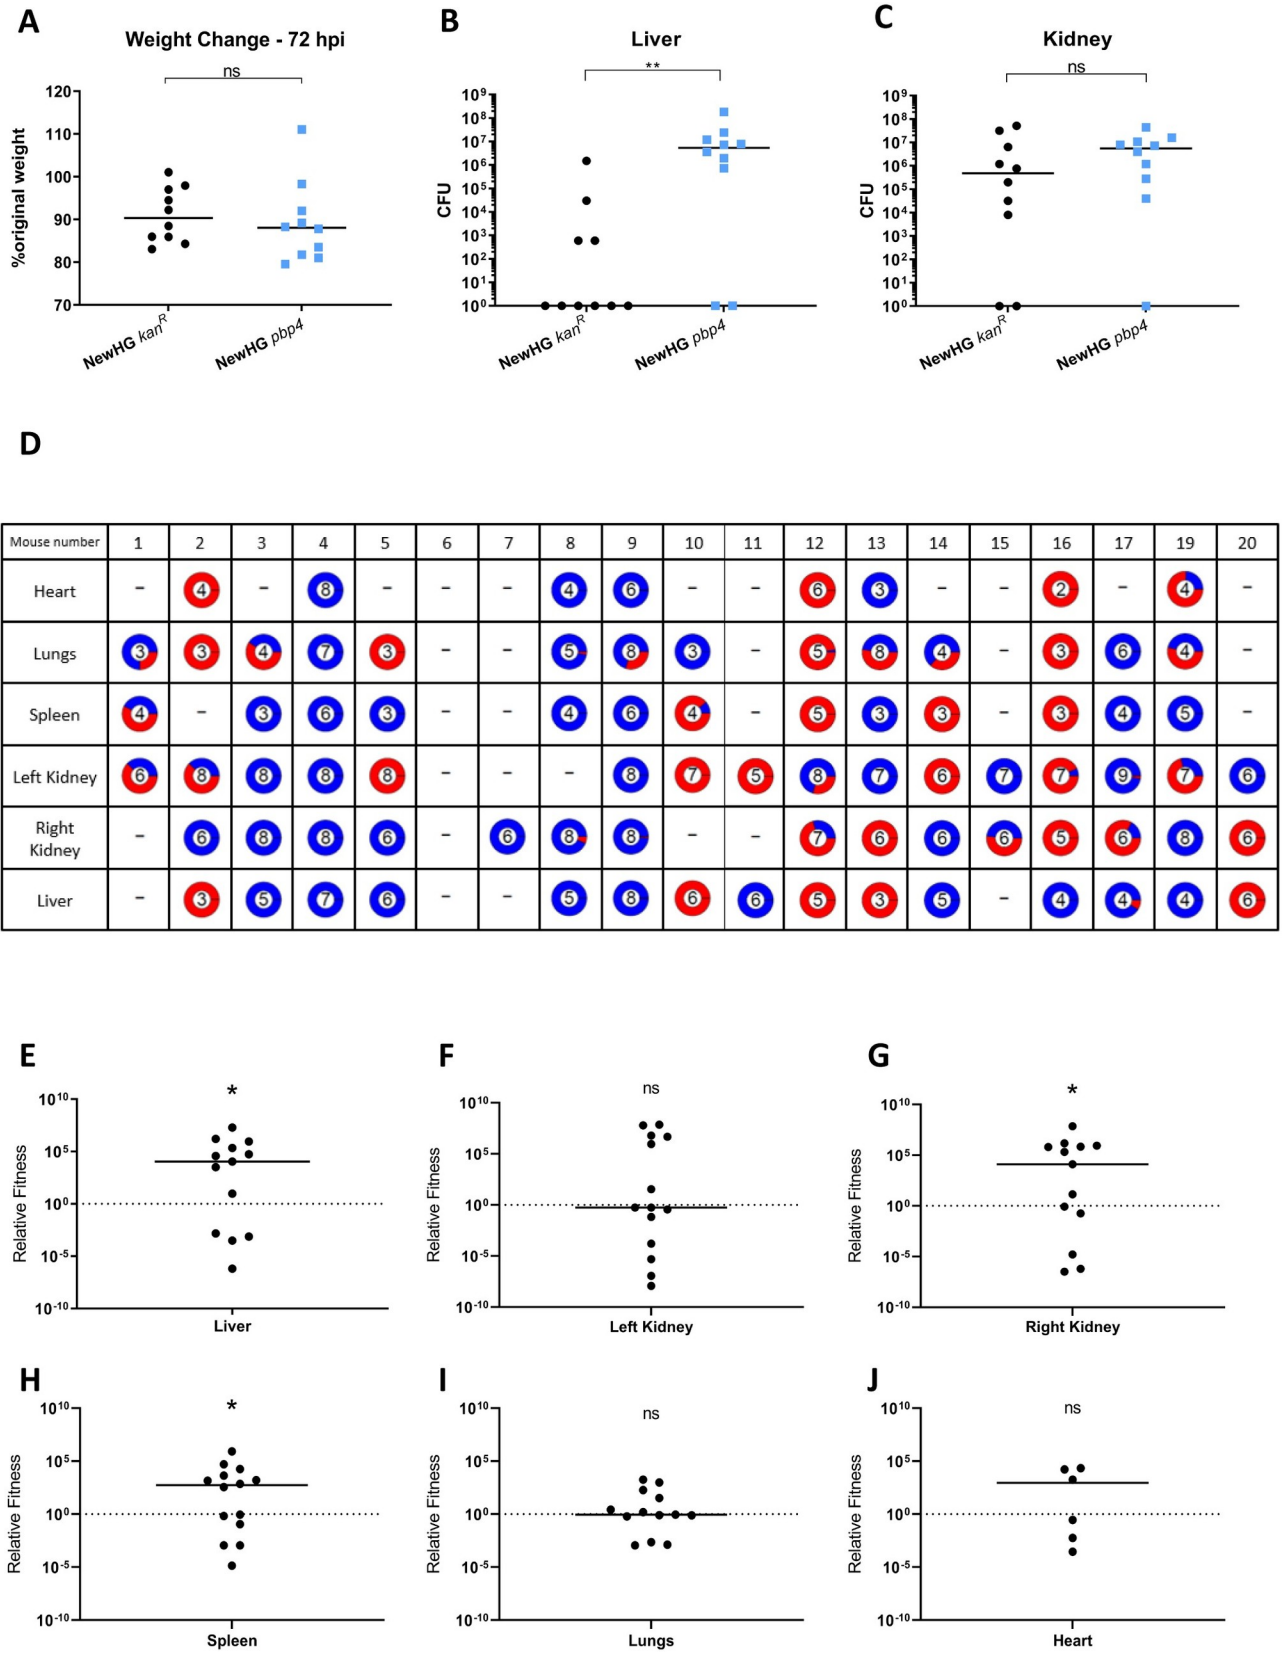 A
Weight Change - 72 hpi
ns
%original weight
120
110
100
90
80
70
NewHG kanᴿ
NewHG pbp4
B
Liver
**
CFU
10⁹
10⁸
10⁷
10⁶
10⁵
10⁴
10³
10²
10¹
10⁰
NewHG kanᴿ
NewHG pbp4
C
Kidney
ns
CFU
10⁹
10⁸
10⁷
10⁶
10⁵
10⁴
10³
10²
10¹
10⁰
NewHG kanᴿ
NewHG pbp4
D
Mouse number 1 2 3 4 5 6 7 8 9 10 11 12 13 14 15 16 17 19 20
Heart – 4 – 8 – – – 4 6 – – 6 3 – – 2 – 4 –
Lungs 3 3 4 7 3 – – 5 8 3 – 5 8 4 – 3 6 4 –
Spleen 4 – 3 6 3 – – 4 6 4 – 5 3 3 – 3 4 5 –
Left Kidney 6 8 8 8 8 – – – 8 7 5 8 7 6 7 7 9 7 6
Right
Kidney – 6 8 8 6 – 6 8 8 – – 7 6 6 6 5 6 8 6
Liver – 3 5 7 6 – – 5 8 6 6 5 3 5 – 4 4 4 6
E
*
Relative Fitness
10¹⁰
10⁵
10⁰
10⁻⁵
10⁻¹⁰
Liver
F
ns
Relative Fitness
10¹⁰
10⁵
10⁰
10⁻⁵
10⁻¹⁰
Left Kidney
G
*
Relative Fitness
10¹⁰
10⁵
10⁰
10⁻⁵
10⁻¹⁰
Right Kidney
H
*
Relative Fitness
10¹⁰
10⁵
10⁰
10⁻⁵
10⁻¹⁰
Spleen
I
ns
Relative Fitness
10¹⁰
10⁵
10⁰
10⁻⁵
10⁻¹⁰
Lungs
J
ns
Relative Fitness
10¹⁰
10⁵
10⁰
10⁻⁵
10⁻¹⁰
Heart